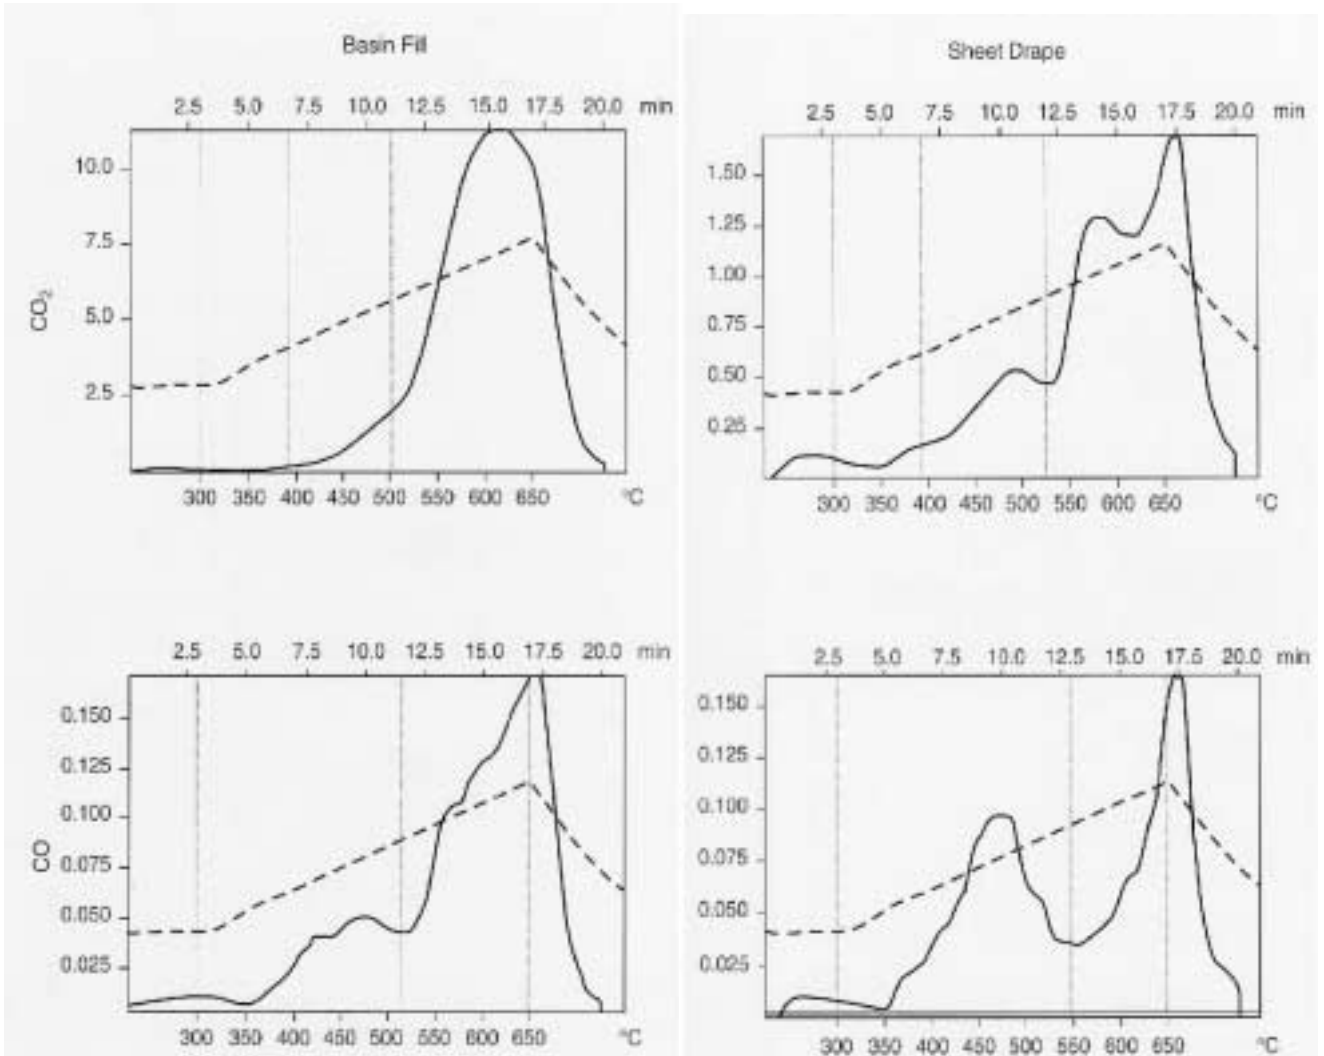 Basin Fill
2.5 5.0 7.5 10.0 12.5 15.0 17.5 20.0 min
10.0
7.5
5.0
2.5
CO₂
300 350 400 450 500 550 600 650 °C
Sheet Drape
2.5 5.0 7.5 10.0 12.5 15.0 17.5 20.0 min
1.50
1.25
1.00
0.75
0.50
0.25
300 350 400 450 500 550 600 650 °C
2.5 5.0 7.5 10.0 12.5 15.0 17.5 20.0 min
0.150
0.125
0.100
0.075
0.050
0.025
CO
300 400 450 500 550 600 650 °C
2.5 5.0 7.5 10.0 12.5 15.0 17.5 20.0 min
0.150
0.125
0.100
0.075
0.050
0.025
300 350 400 450 500 550 600 650 °C